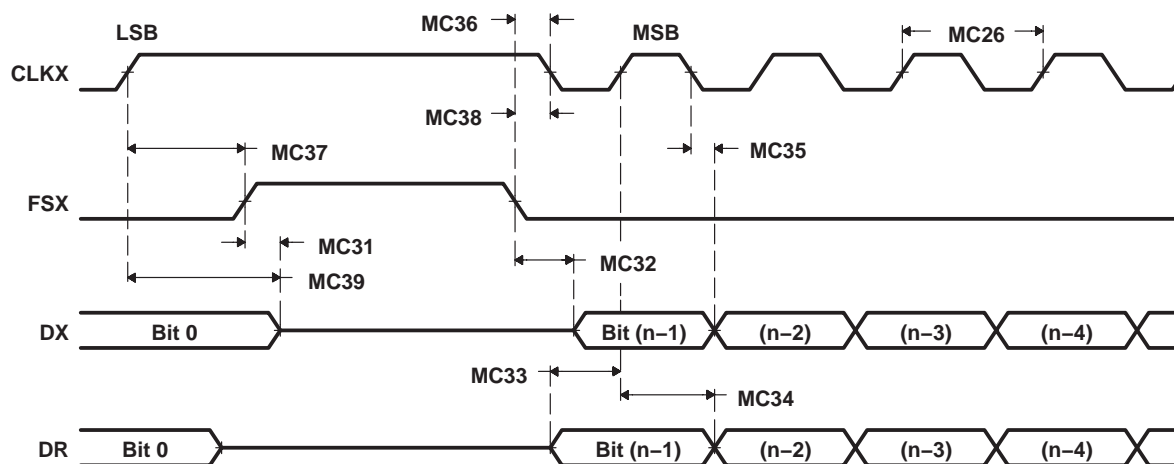 LSB
MC36
MSB
MC26
CLKX
MC38
MC37
MC35
FSX
MC31
MC32
MC39
DX
Bit 0
Bit (n−1)
(n−2)
(n−3)
(n−4)
MC33
MC34
DR
Bit 0
Bit (n−1)
(n−2)
(n−3)
(n−4)